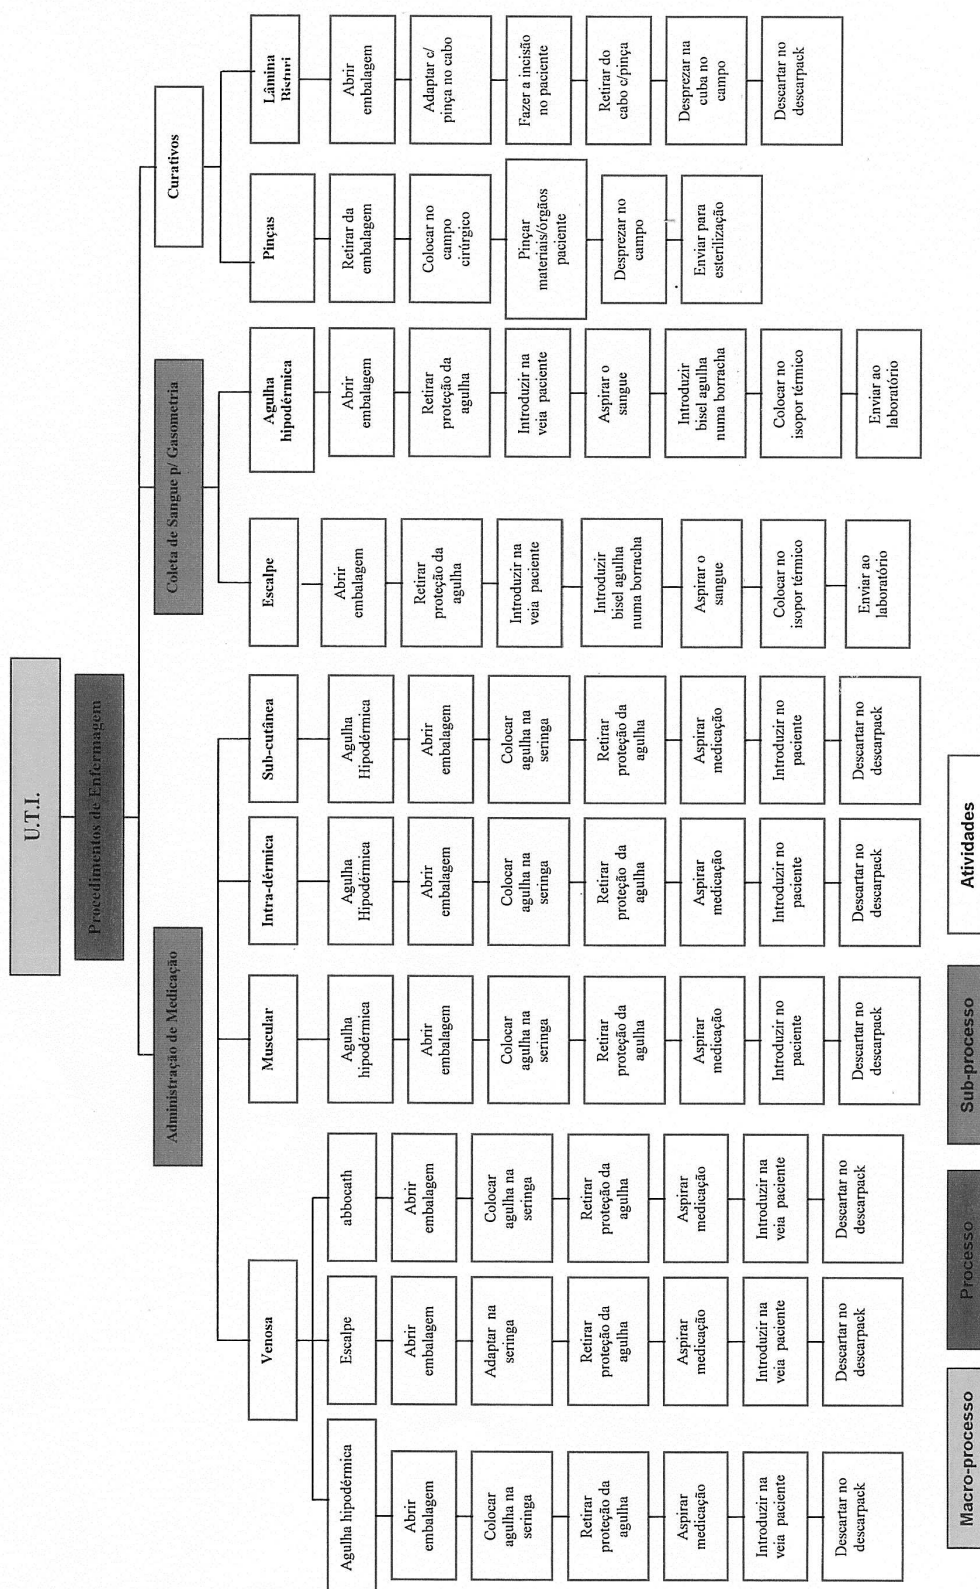 U.T.I.
Procedimentos de Enfermagem
Administração de Medicação
Coleta de Sangue p/ Gasometria
Curativos
Venosa
Muscular
Intra-dérmica
Sub-cutânea
Escalpe
Agulha
hipodérmica
Pinças
Lâmina
Bisturi
Agulha hipodérmica
Abrir
embalagem
Colocar
agulha na
seringa
Retirar
proteção da
agulha
Aspirar
medicação
Introduzir na
veia paciente
Descartar no
descarpack
Escalpe
Abrir
embalagem
Adaptar na
seringa
Retirar
proteção da
agulha
Aspirar
medicação
Introduzir na
veia paciente
Descartar no
descarpack
abbocath
Abrir
embalagem
Colocar
agulha na
seringa
Retirar
proteção da
agulha
Aspirar
medicação
Introduzir na
veia paciente
Descartar no
descarpack
Agulha
hipodérmica
Abrir
embalagem
Colocar
agulha na
seringa
Retirar
proteção da
agulha
Aspirar
medicação
Introduzir no
paciente
Descartar no
descarpack
Agulha
Hipodérmica
Abrir
embalagem
Colocar
agulha na
seringa
Retirar
proteção da
agulha
Aspirar
medicação
Introduzir no
paciente
Descartar no
descarpack
Agulha
Hipodérmica
Abrir
embalagem
Colocar
agulha na
seringa
Retirar
proteção da
agulha
Aspirar
medicação
Introduzir no
paciente
Descartar no
descarpack
Abrir
embalagem
Retirar
proteção da
agulha
Introduzir na
veia paciente
Introduzir
bisel agulha
numa borracha
Aspirar o
sangue
Colocar no
isopor térmico
Enviar ao
laboratório
Abrir
embalagem
Retirar
proteção da
agulha
Introduzir na
veia paciente
Aspirar o
sangue
Introduzir
bisel agulha
numa borracha
Colocar no
isopor térmico
Enviar ao
laboratório
Retirar da
embalagem
Colocar no
campo
cirúrgico
Pinçar
materiais/órgãos
paciente
Desprezar no
campo
Enviar para
esterilização
Abrir
embalagem
Adaptar c/
pinça no cabo
Fazer a incisão
no paciente
Retirar do
cabo c/pinça
Desprezar na
cuba no
campo
Descartar no
descarpack
Macro-processo
Processo
Sub-processo
Atividades